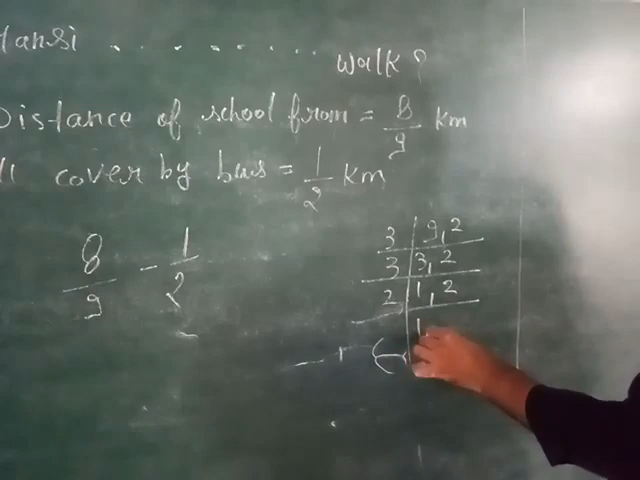 Mansi . . . . . . . . walk ?
Distance of school from = 8/9 km
cover by bus = 1/2 km
8/9 - 1/2
3 | 9, 2
3 | 3, 2
2 | 1, 2
1